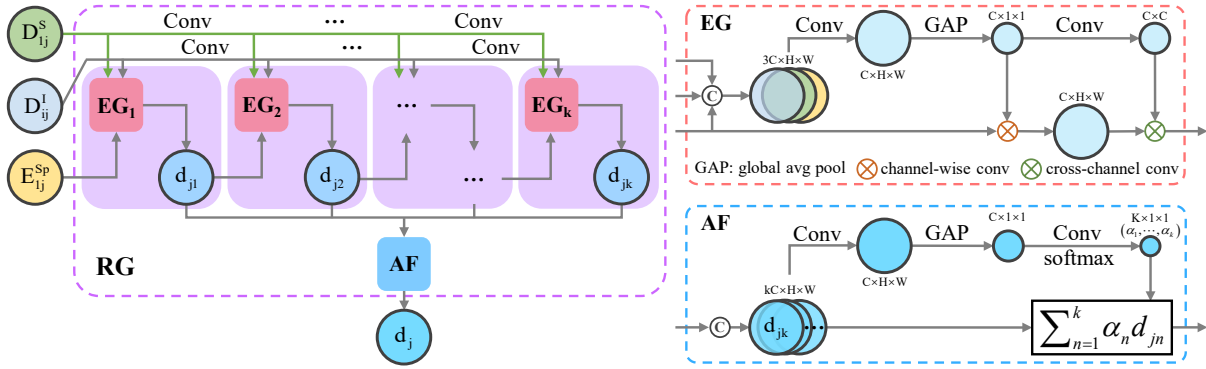 D^S_{1j}
Conv
...
Conv
Conv
...
Conv
D^I_{ij}
EG_1
EG_2
...
EG_k
E^{Sp}_{1j}
d_{j1}
d_{j2}
...
d_{jk}
RG
AF
d_j
EG
Conv
GAP
C×1×1
Conv
C×C
3C×H×W
C×H×W
C
C×H×W
GAP: global avg pool
channel-wise conv
cross-channel conv
AF
Conv
GAP
C×1×1
Conv
softmax
K×1×1
(α_1,⋯,α_k)
kC×H×W
C×H×W
C
d_{jk}
...
∑_{n=1}^{k} α_n d_{jn}